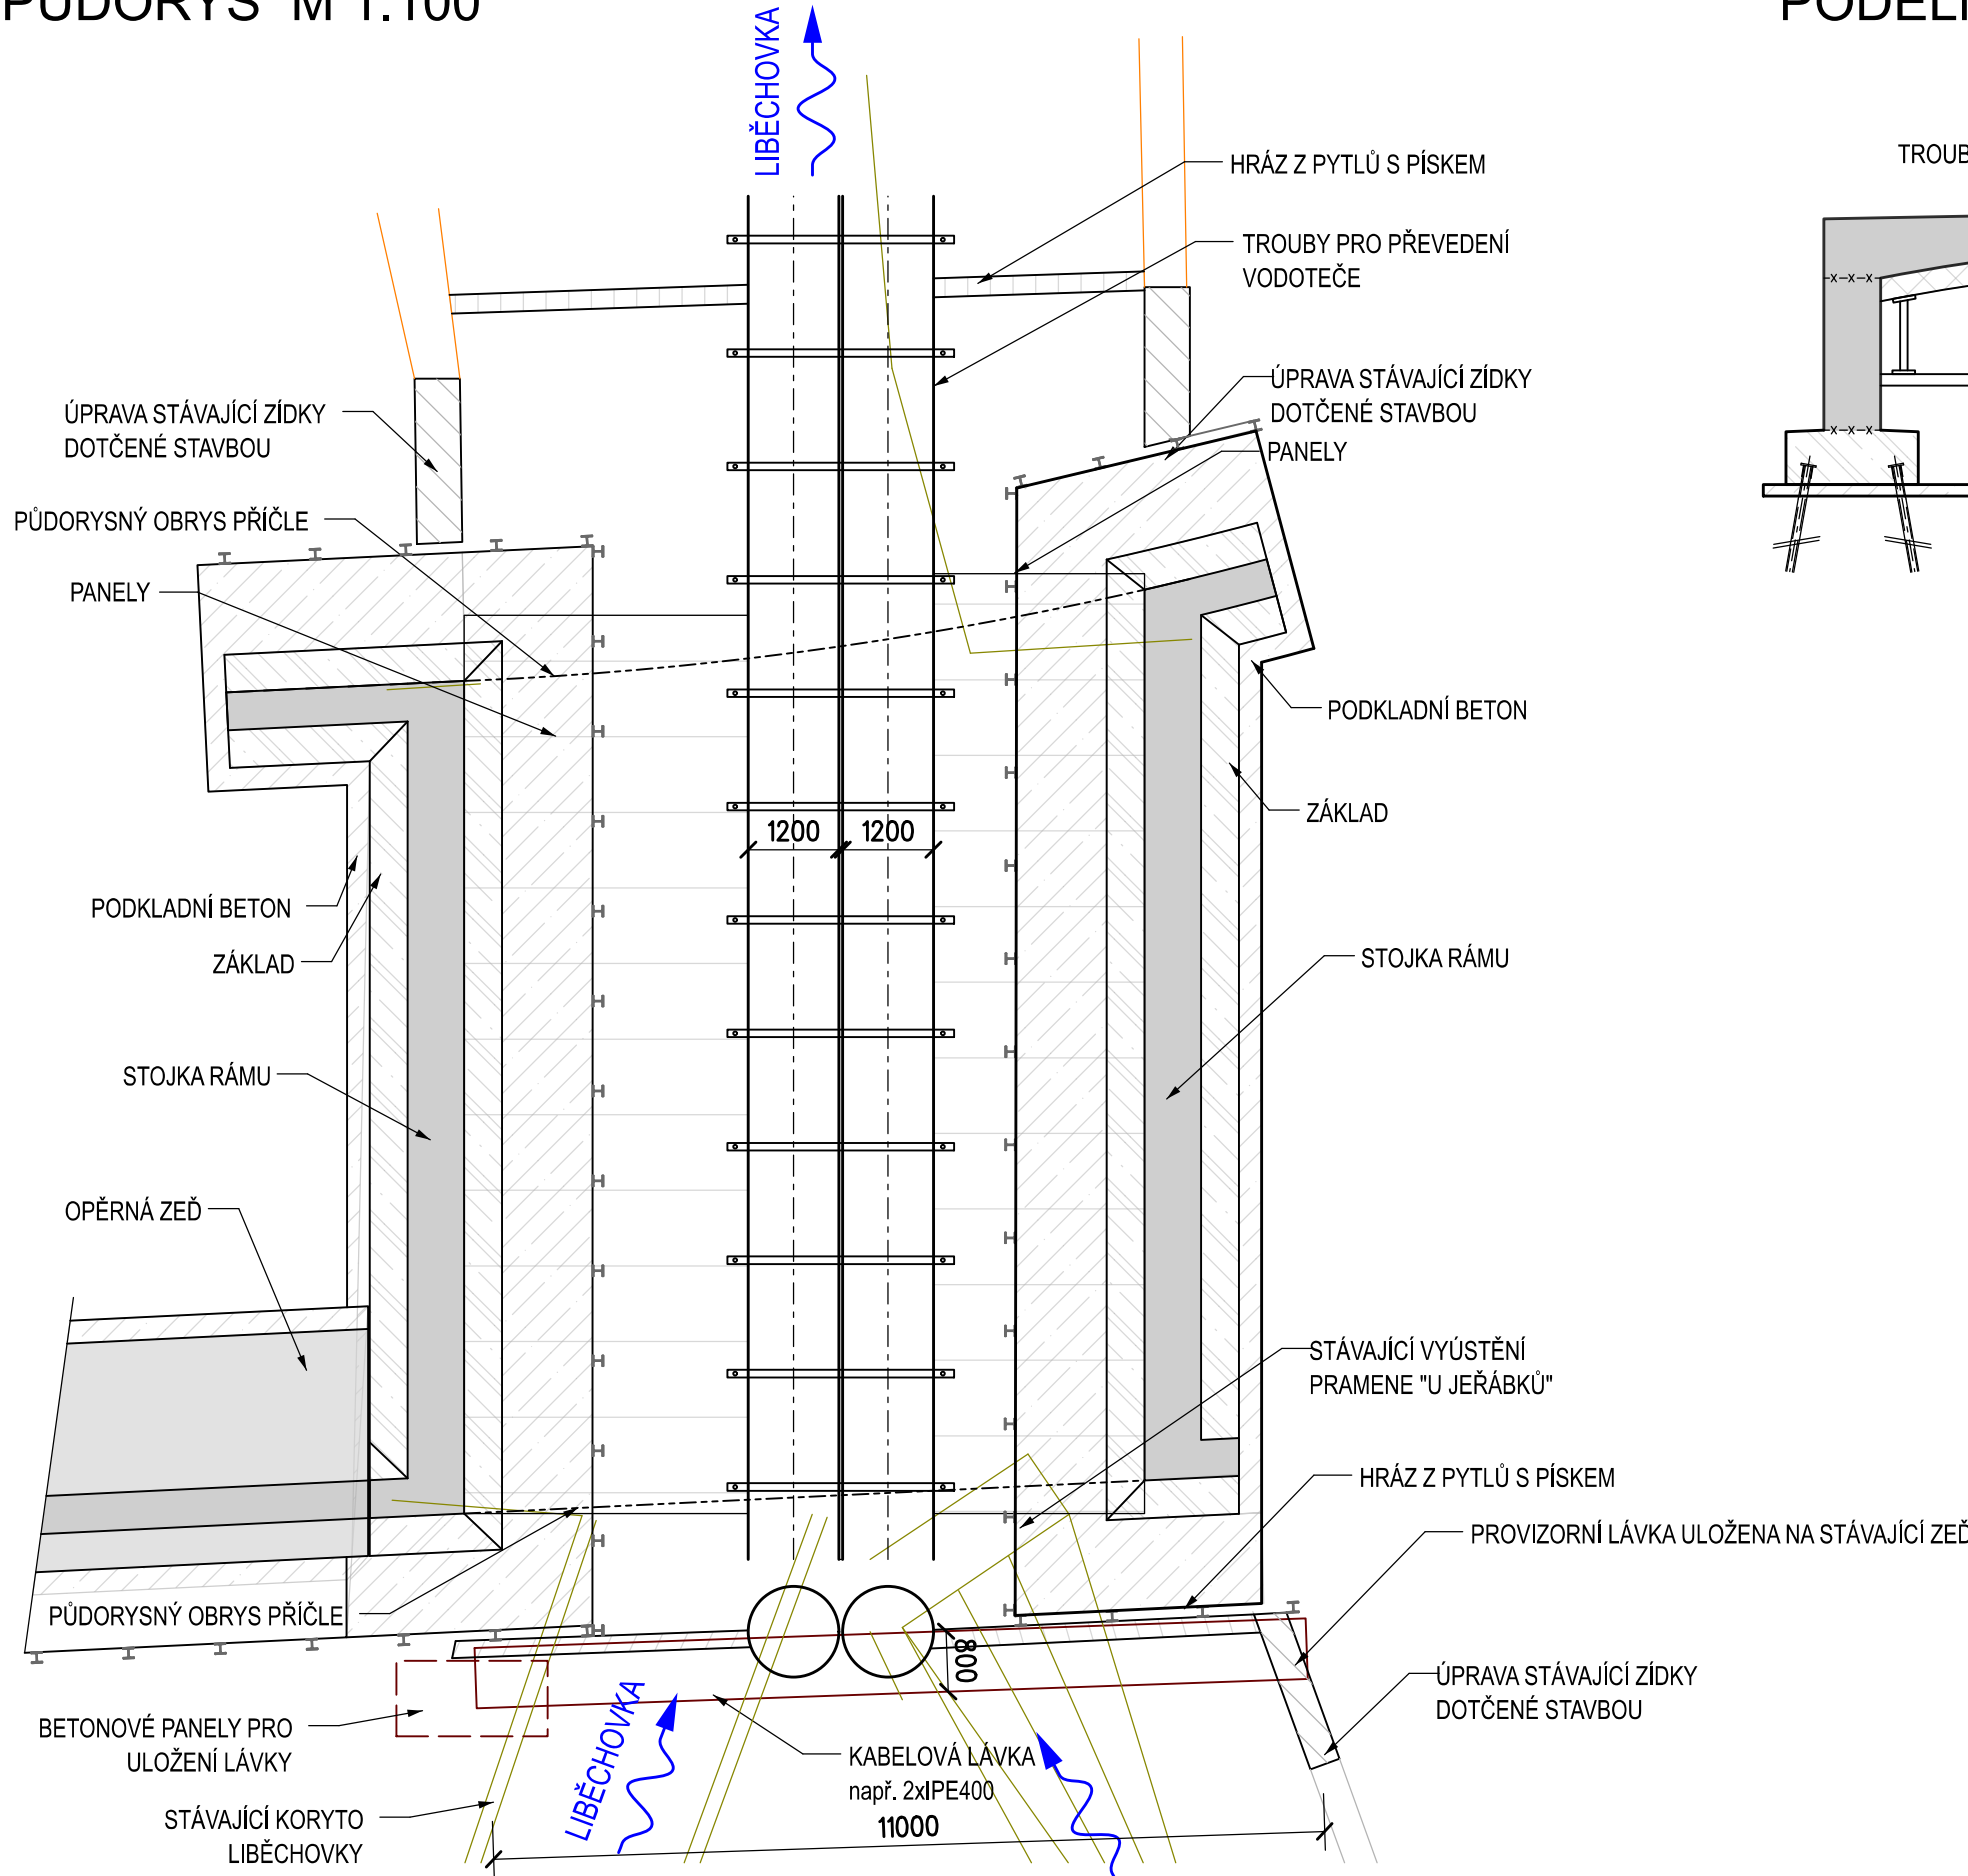 PŮDORYS M 1:100
LIBĚCHOVKA
HRÁZ Z PYTLŮ S PÍSKEM
TROUBY PRO PŘEVEDENÍ
VODOTEČE
ÚPRAVA STÁVAJÍCÍ ZÍDKY
DOTČENÉ STAVBOU
PANELY
ÚPRAVA STÁVAJÍCÍ ZÍDKY
DOTČENÉ STAVBOU
PŮDORYSNÝ OBRYS PŘÍČLE
PANELY
PODKLADNÍ BETON
ZÁKLAD
1200 1200
PODKLADNÍ BETON
ZÁKLAD
STOJKA RÁMU
STOJKA RÁMU
OPĚRNÁ ZEĎ
STÁVAJÍCÍ VYÚSTĚNÍ
PRAMENE "U JEŘÁBKŮ"
HRÁZ Z PYTLŮ S PÍSKEM
PROVIZORNÍ LÁVKA ULOŽENA NA STÁVAJÍCÍ ZEĎ
PŮDORYSNÝ OBRYS PŘÍČLE
800
ÚPRAVA STÁVAJÍCÍ ZÍDKY
DOTČENÉ STAVBOU
BETONOVÉ PANELY PRO
ULOŽENÍ LÁVKY
LIBĚCHOVKA
KABELOVÁ LÁVKA
např. 2xIPE400
11000
STÁVAJÍCÍ KORYTO
LIBĚCHOVKY